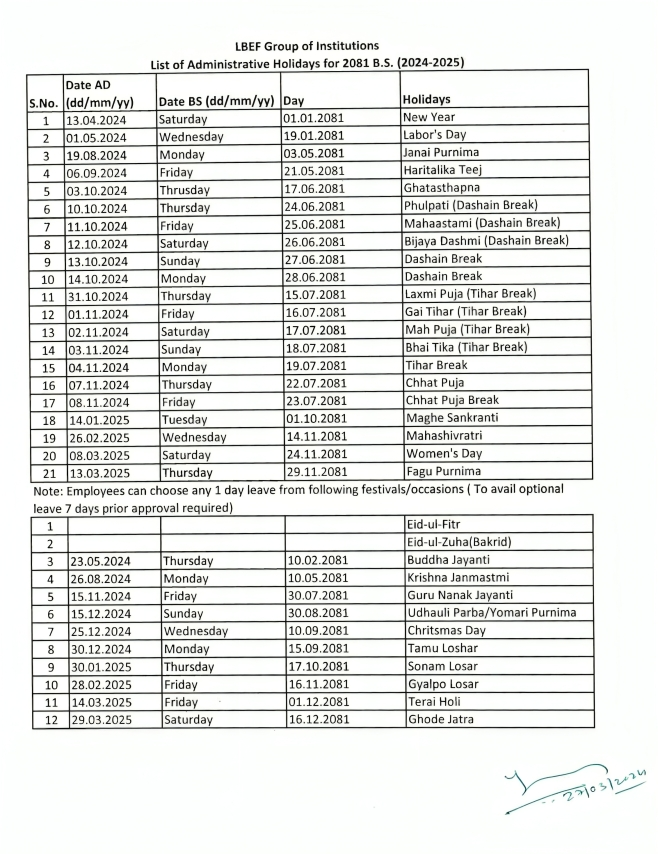 LBEF Group of Institutions
List of Administrative Holidays for 2081 B.S. (2024-2025)
S.No. Date AD (dd/mm/yy) Date BS (dd/mm/yy) Day Holidays
1 13.04.2024 Saturday 01.01.2081 New Year
2 01.05.2024 Wednesday 19.01.2081 Labor's Day
3 19.08.2024 Monday 03.05.2081 Janai Purnima
4 06.09.2024 Friday 21.05.2081 Haritalika Teej
5 03.10.2024 Thrusday 17.06.2081 Ghatasthapna
6 10.10.2024 Thursday 24.06.2081 Phulpati (Dashain Break)
7 11.10.2024 Friday 25.06.2081 Mahaastami (Dashain Break)
8 12.10.2024 Saturday 26.06.2081 Bijaya Dashmi (Dashain Break)
9 13.10.2024 Sunday 27.06.2081 Dashain Break
10 14.10.2024 Monday 28.06.2081 Dashain Break
11 31.10.2024 Thursday 15.07.2081 Laxmi Puja (Tihar Break)
12 01.11.2024 Friday 16.07.2081 Gai Tihar (Tihar Break)
13 02.11.2024 Saturday 17.07.2081 Mah Puja (Tihar Break)
14 03.11.2024 Sunday 18.07.2081 Bhai Tika (Tihar Break)
15 04.11.2024 Monday 19.07.2081 Tihar Break
16 07.11.2024 Thursday 22.07.2081 Chhat Puja
17 08.11.2024 Friday 23.07.2081 Chhat Puja Break
18 14.01.2025 Tuesday 01.10.2081 Maghe Sankranti
19 26.02.2025 Wednesday 14.11.2081 Mahashivratri
20 08.03.2025 Saturday 24.11.2081 Women's Day
21 13.03.2025 Thursday 29.11.2081 Fagu Purnima
Note: Employees can choose any 1 day leave from following festivals/occasions ( To avail optional
leave 7 days prior approval required)
1 Eid-ul-Fitr
2 Eid-ul-Zuha(Bakrid)
3 23.05.2024 Thursday 10.02.2081 Buddha Jayanti
4 26.08.2024 Monday 10.05.2081 Krishna Janmastmi
5 15.11.2024 Friday 30.07.2081 Guru Nanak Jayanti
6 15.12.2024 Sunday 30.08.2081 Udhauli Parba/Yomari Purnima
7 25.12.2024 Wednesday 10.09.2081 Chritsmas Day
8 30.12.2024 Monday 15.09.2081 Tamu Loshar
9 30.01.2025 Thursday 17.10.2081 Sonam Losar
10 28.02.2025 Friday 16.11.2081 Gyalpo Losar
11 14.03.2025 Friday 01.12.2081 Terai Holi
12 29.03.2025 Saturday 16.12.2081 Ghode Jatra
27/03/2024